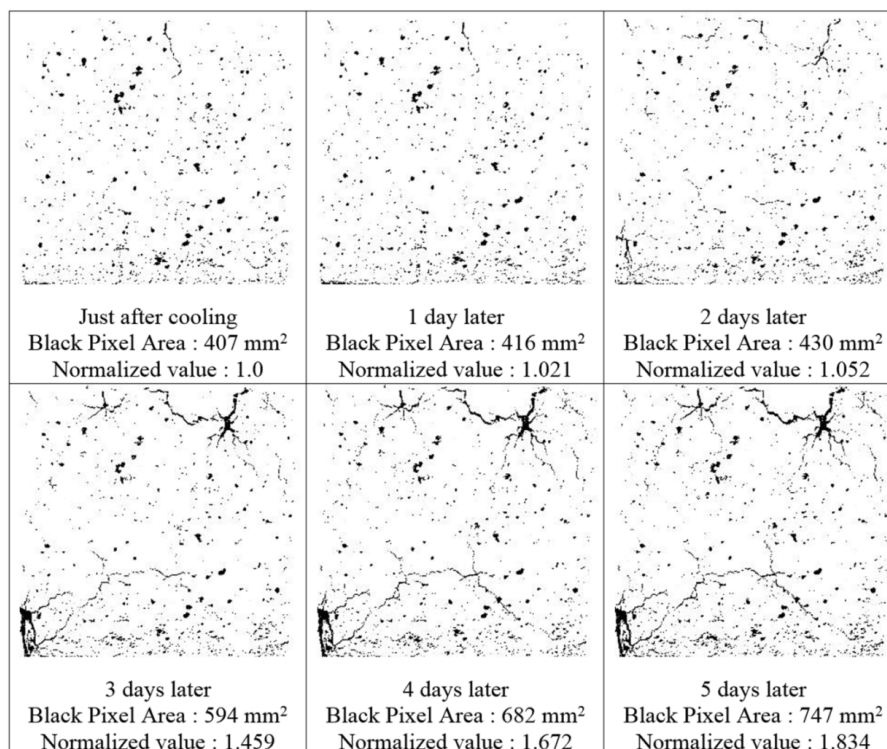 Just after cooling
Black Pixel Area : 407 mm²
Normalized value : 1.0
1 day later
Black Pixel Area : 416 mm²
Normalized value : 1.021
2 days later
Black Pixel Area : 430 mm²
Normalized value : 1.052
3 days later
Black Pixel Area : 594 mm²
Normalized value : 1.459
4 days later
Black Pixel Area : 682 mm²
Normalized value : 1.672
5 days later
Black Pixel Area : 747 mm²
Normalized value : 1.834